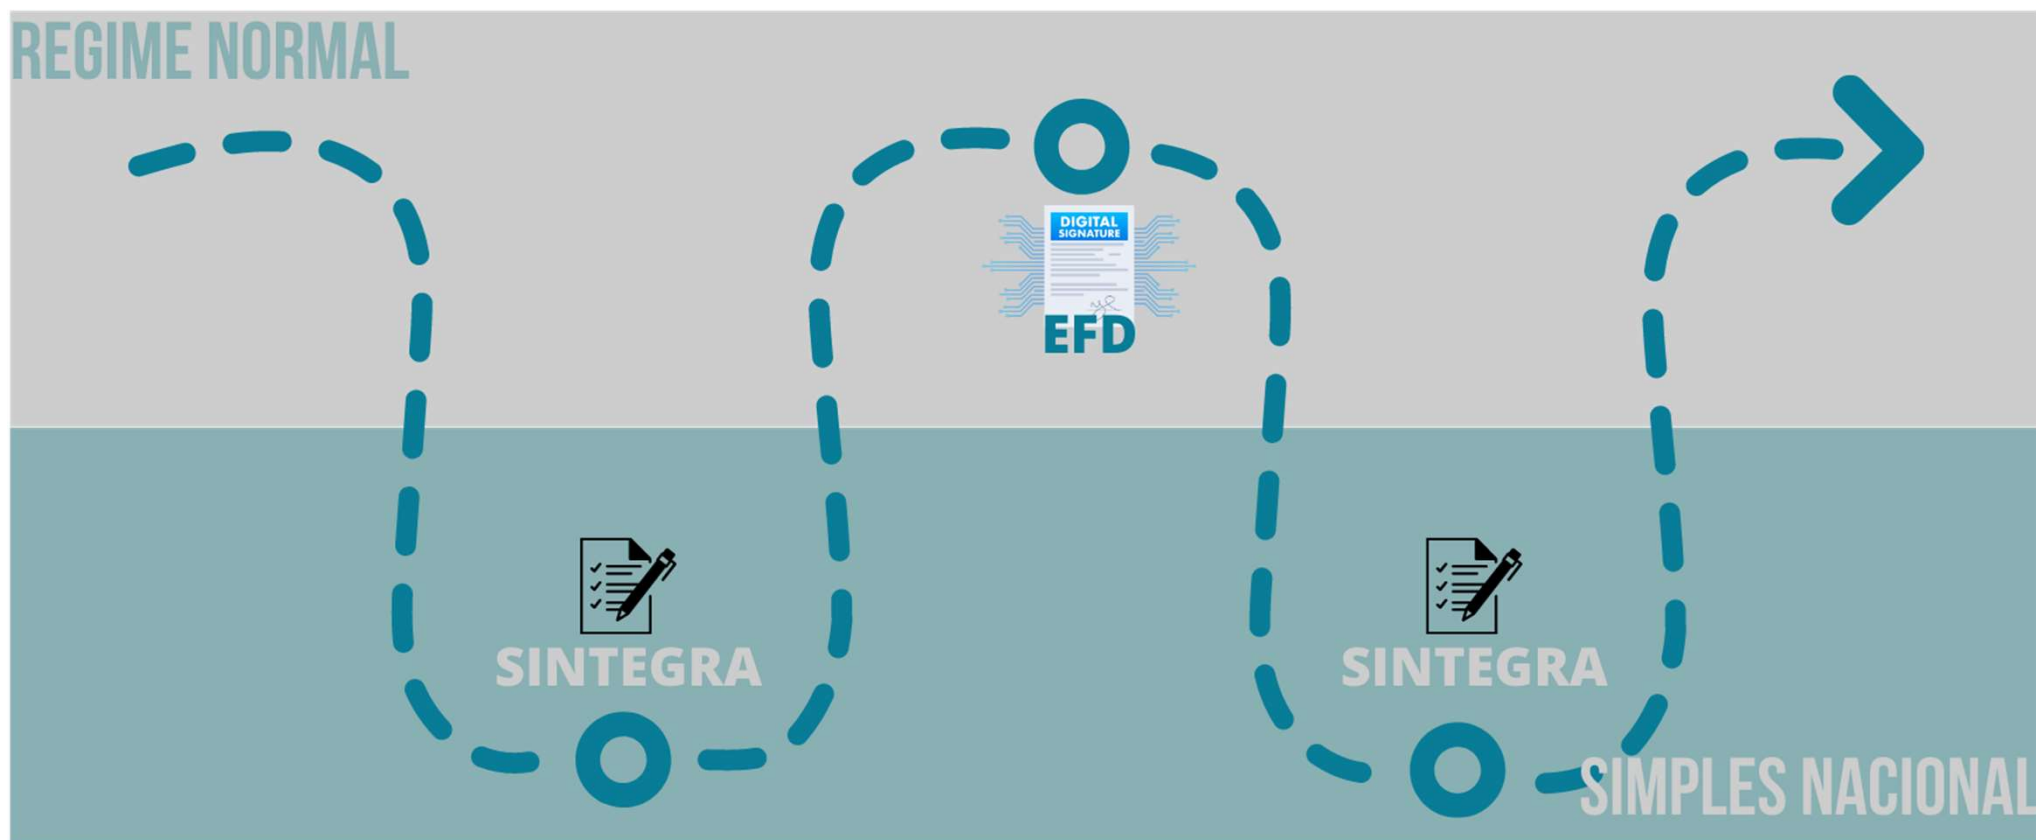 REGIME NORMAL
DIGITAL
SIGNATURE
EFD
SINTEGRA
SINTEGRA
SIMPLES NACIONAL